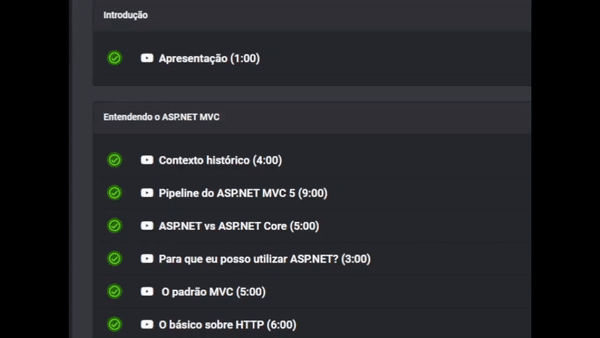 Introdução
Apresentação (1:00)
Entendendo o ASP.NET MVC
Contexto histórico (4:00)
Pipeline do ASP.NET MVC 5 (9:00)
ASP.NET vs ASP.NET Core (5:00)
Para que eu posso utilizar ASP.NET? (3:00)
O padrão MVC (5:00)
O básico sobre HTTP (6:00)